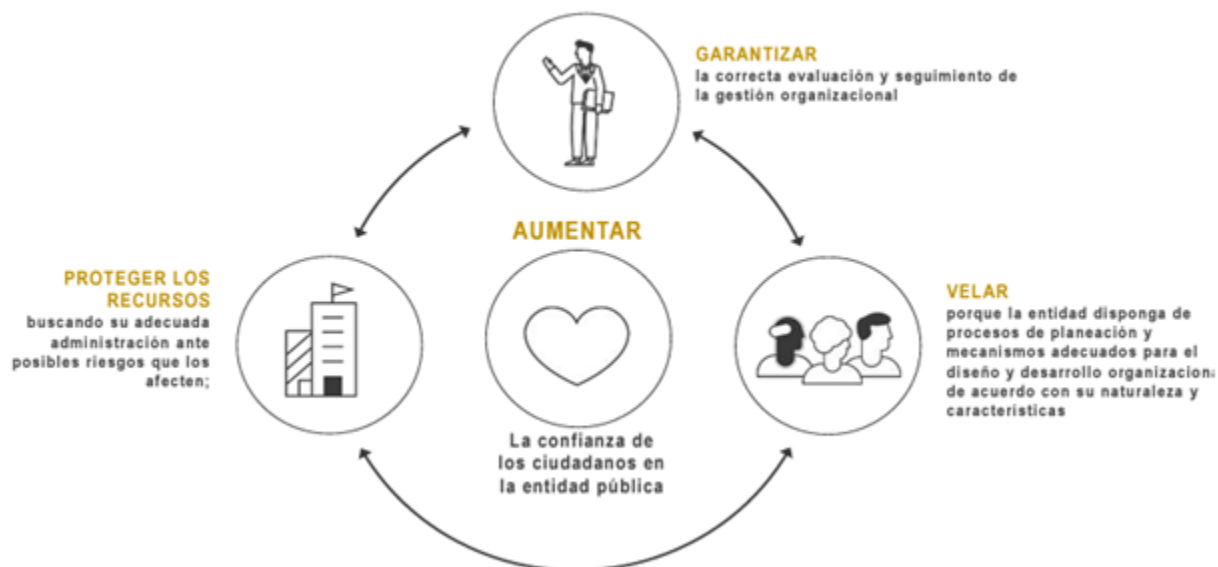 GARANTIZAR
la correcta evaluación y seguimiento de
la gestión organizacional
AUMENTAR
La confianza de
los ciudadanos en
la entidad pública
PROTEGER LOS
RECURSOS
buscando su adecuada
administración ante
posibles riesgos que los
afecten;
VELAR
porque la entidad disponga de
procesos de planeación y
mecanismos adecuados para el
diseño y desarrollo organizaciona
de acuerdo con su naturaleza y
características